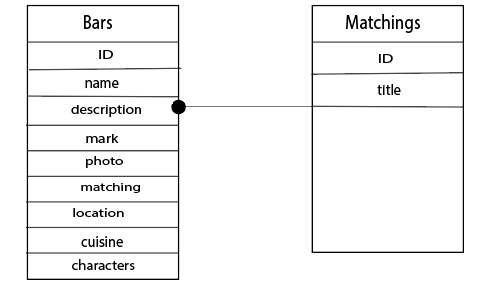 Bars
ID
name
description
mark
photo
matching
location
cuisine
characters
Matchings
ID
title